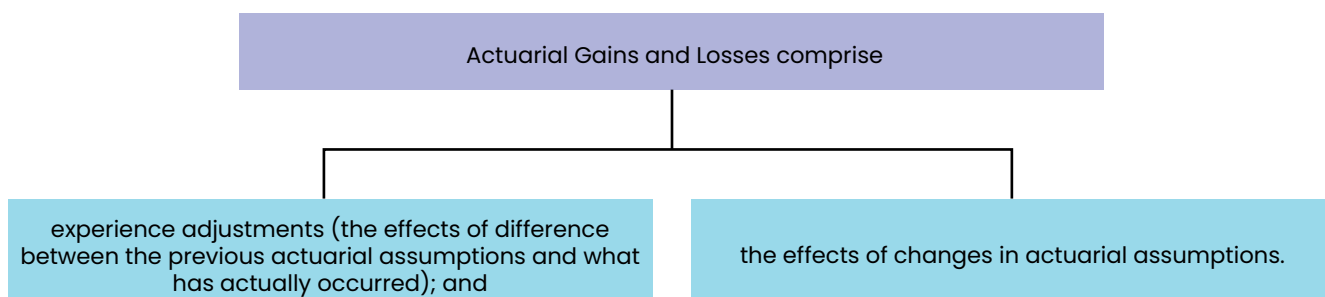 Actuarial Gains and Losses comprise
experience adjustments (the effects of difference
between the previous actuarial assumptions and what
has actually occurred); and
the effects of changes in actuarial assumptions.